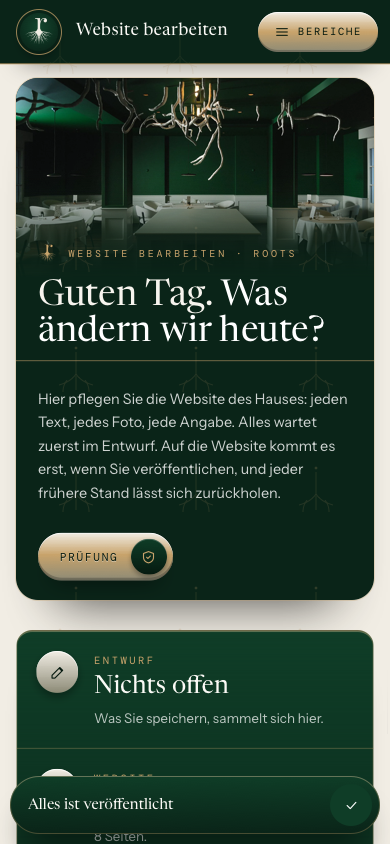 r
Website bearbeiten
BEREICHE
r
WEBSITE BEARBEITEN · ROOTS
Guten Tag. Was
ändern wir heute?
Hier pflegen Sie die Website des Hauses: jeden
Text, jedes Foto, jede Angabe. Alles wartet
zuerst im Entwurf. Auf die Website kommt es
erst, wenn Sie veröffentlichen, und jeder
frühere Stand lässt sich zurückholen.
PRÜFUNG
ENTWURF
Nichts offen
Was Sie speichern, sammelt sich hier.
Alles ist veröffentlicht
8 Seiten.